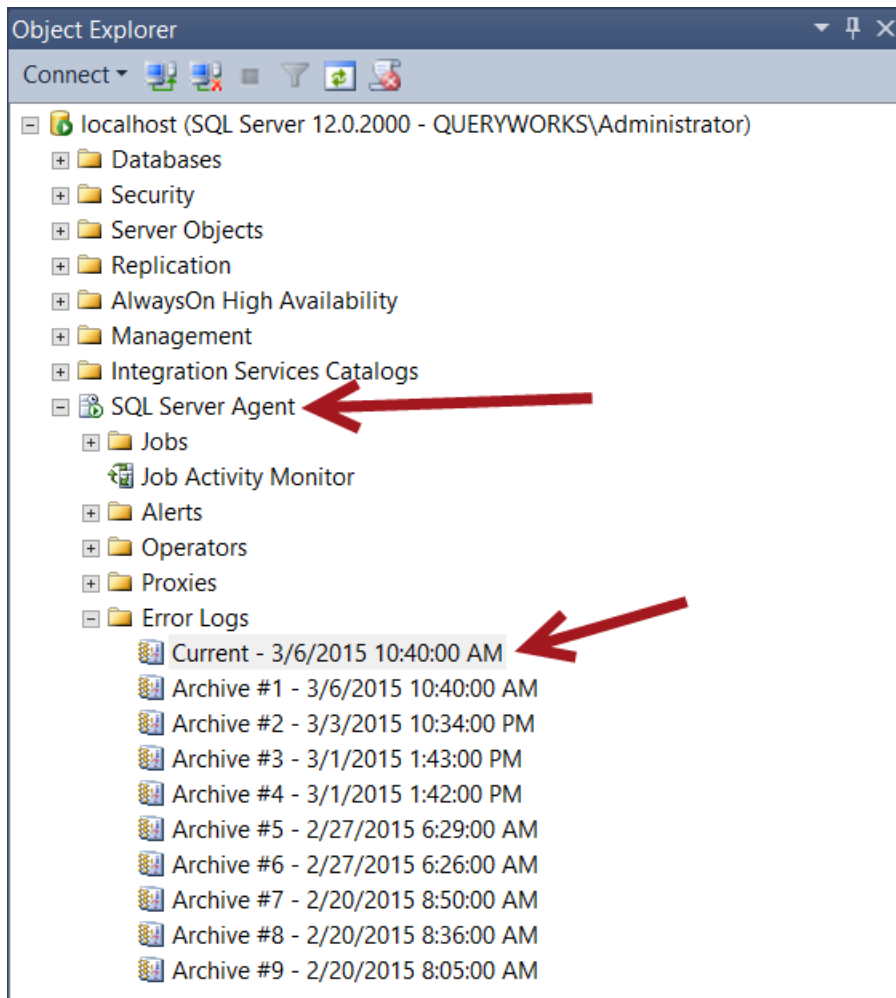 Object Explorer
Connect
localhost (SQL Server 12.0.2000 - QUERYWORKS\Administrator)
Databases
Security
Server Objects
Replication
AlwaysOn High Availability
Management
Integration Services Catalogs
SQL Server Agent
Jobs
Job Activity Monitor
Alerts
Operators
Proxies
Error Logs
Current - 3/6/2015 10:40:00 AM
Archive #1 - 3/6/2015 10:40:00 AM
Archive #2 - 3/3/2015 10:34:00 PM
Archive #3 - 3/1/2015 1:43:00 PM
Archive #4 - 3/1/2015 1:42:00 PM
Archive #5 - 2/27/2015 6:29:00 AM
Archive #6 - 2/27/2015 6:26:00 AM
Archive #7 - 2/20/2015 8:50:00 AM
Archive #8 - 2/20/2015 8:36:00 AM
Archive #9 - 2/20/2015 8:05:00 AM